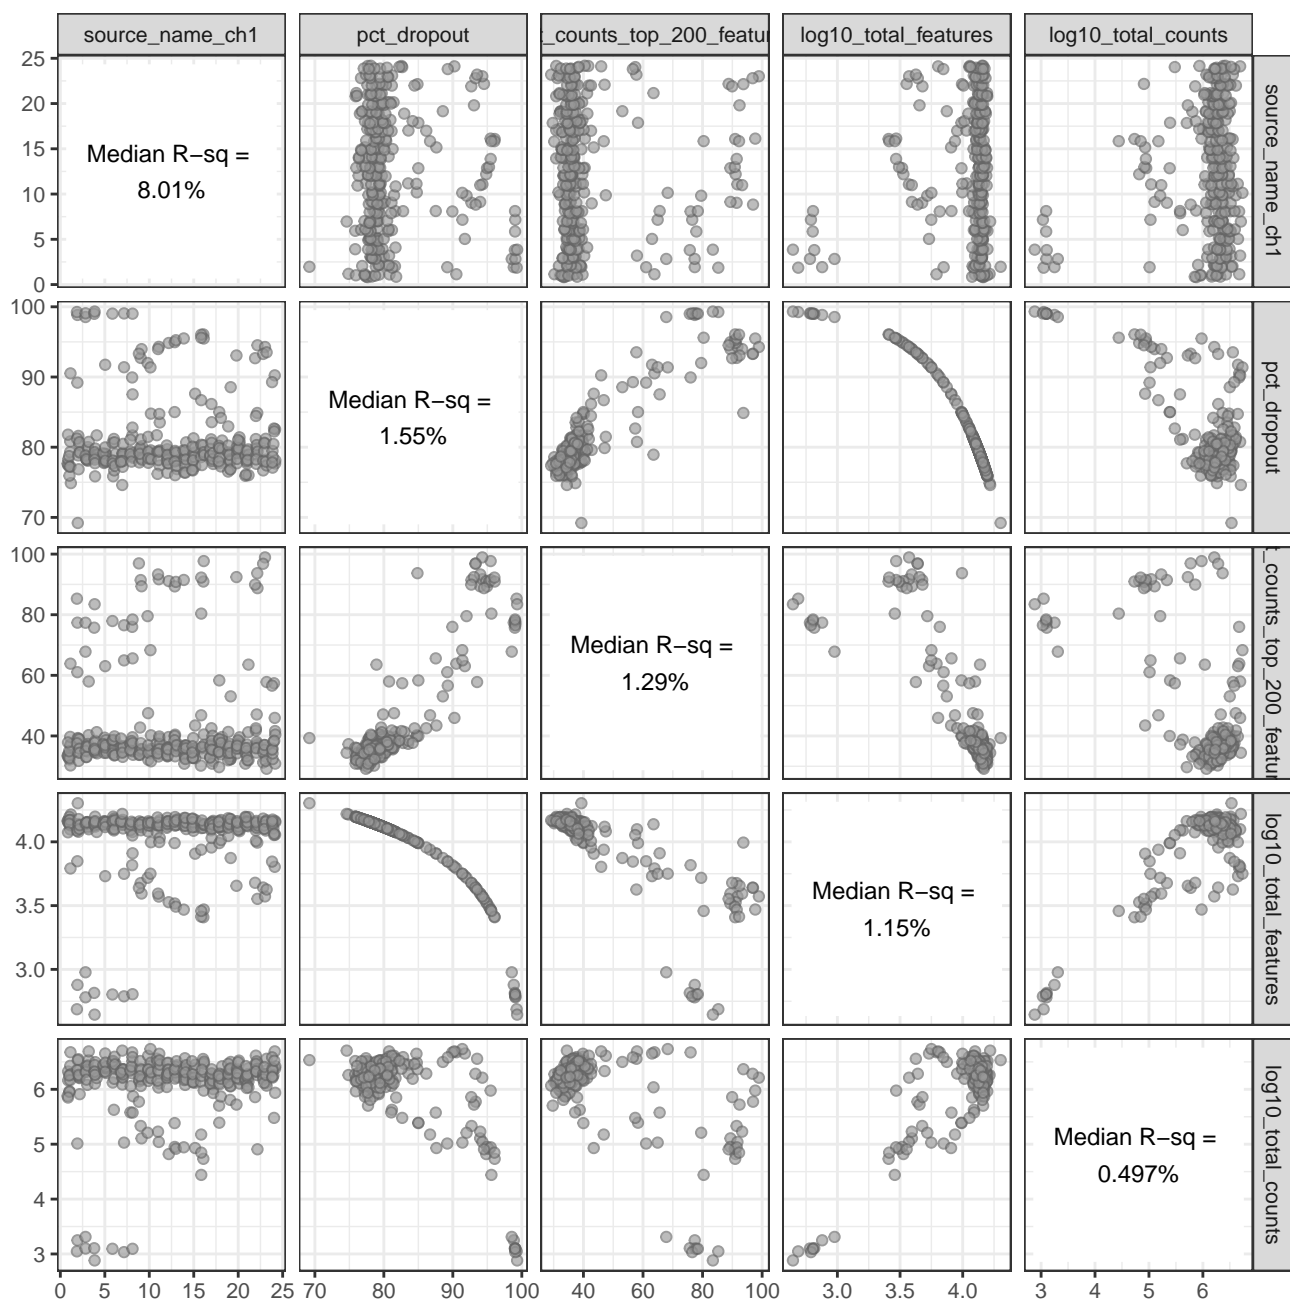 source_name_ch1 pct_dropout t_counts_top_200_featur log10_total_features log10_total_counts
25
20
15
10
5
0
Median R−sq =
8.01%
source_name_ch1
100
90
80
70
Median R−sq =
1.55%
pct_dropout
100
80
60
40
Median R−sq =
1.29%
t_counts_top_200_featur
4.0
3.5
3.0
Median R−sq =
1.15%
log10_total_features
6
5
4
3
Median R−sq =
0.497%
log10_total_counts
0 5 10 15 20 25 70 80 90 100 40 60 80 100 3.0 3.5 4.0 3 4 5 6